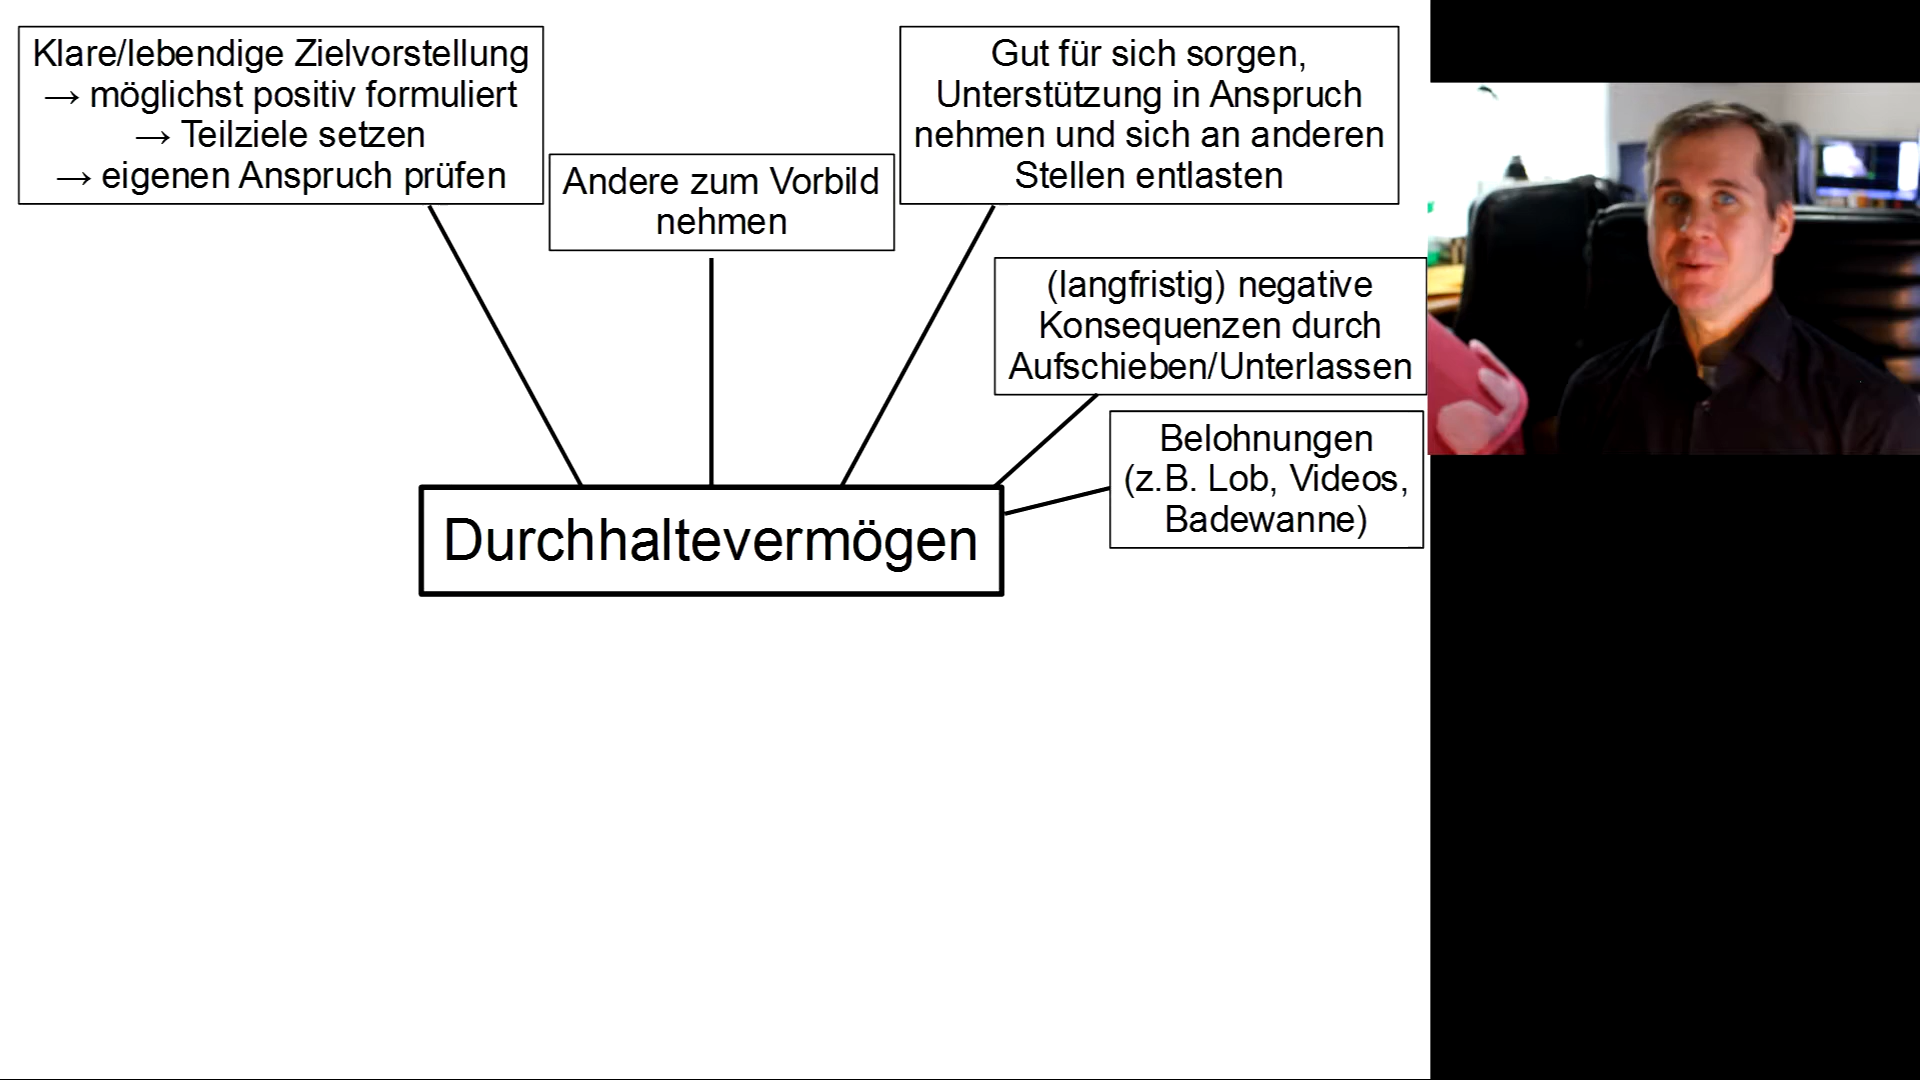 Klare/lebendige Zielvorstellung
→ möglichst positiv formuliert
→ Teilziele setzen
→ eigenen Anspruch prüfen
Andere zum Vorbild
nehmen
Gut für sich sorgen,
Unterstützung in Anspruch
nehmen und sich an anderen
Stellen entlasten
(langfristig) negative
Konsequenzen durch
Aufschieben/Unterlassen
Belohnungen
(z.B. Lob, Videos,
Badewanne)
Durchhaltevermögen